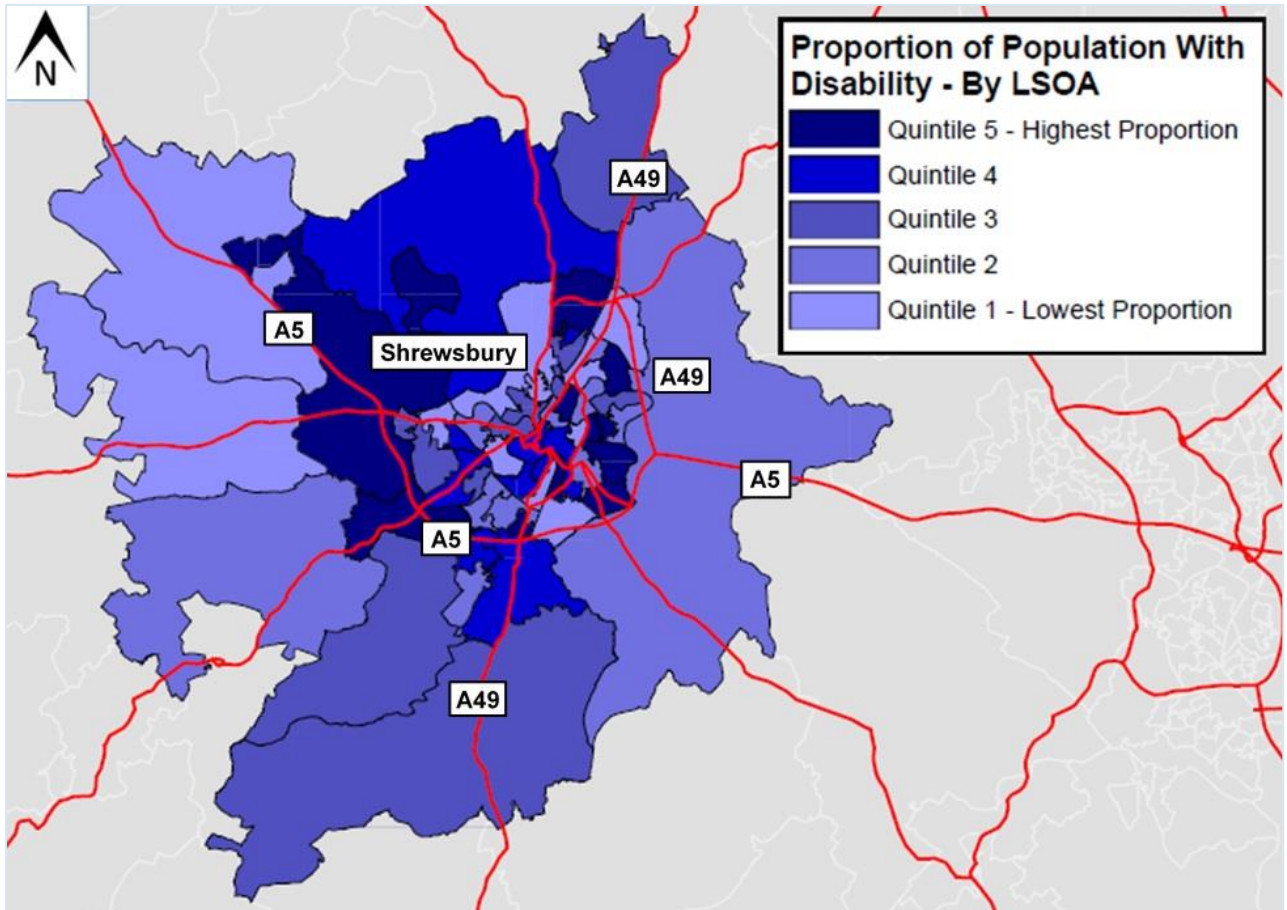 N
Proportion of Population With
Disability - By LSOA
Quintile 5 - Highest Proportion
Quintile 4
Quintile 3
Quintile 2
Quintile 1 - Lowest Proportion
A49
A5
Shrewsbury
A49
A5
A5
A49